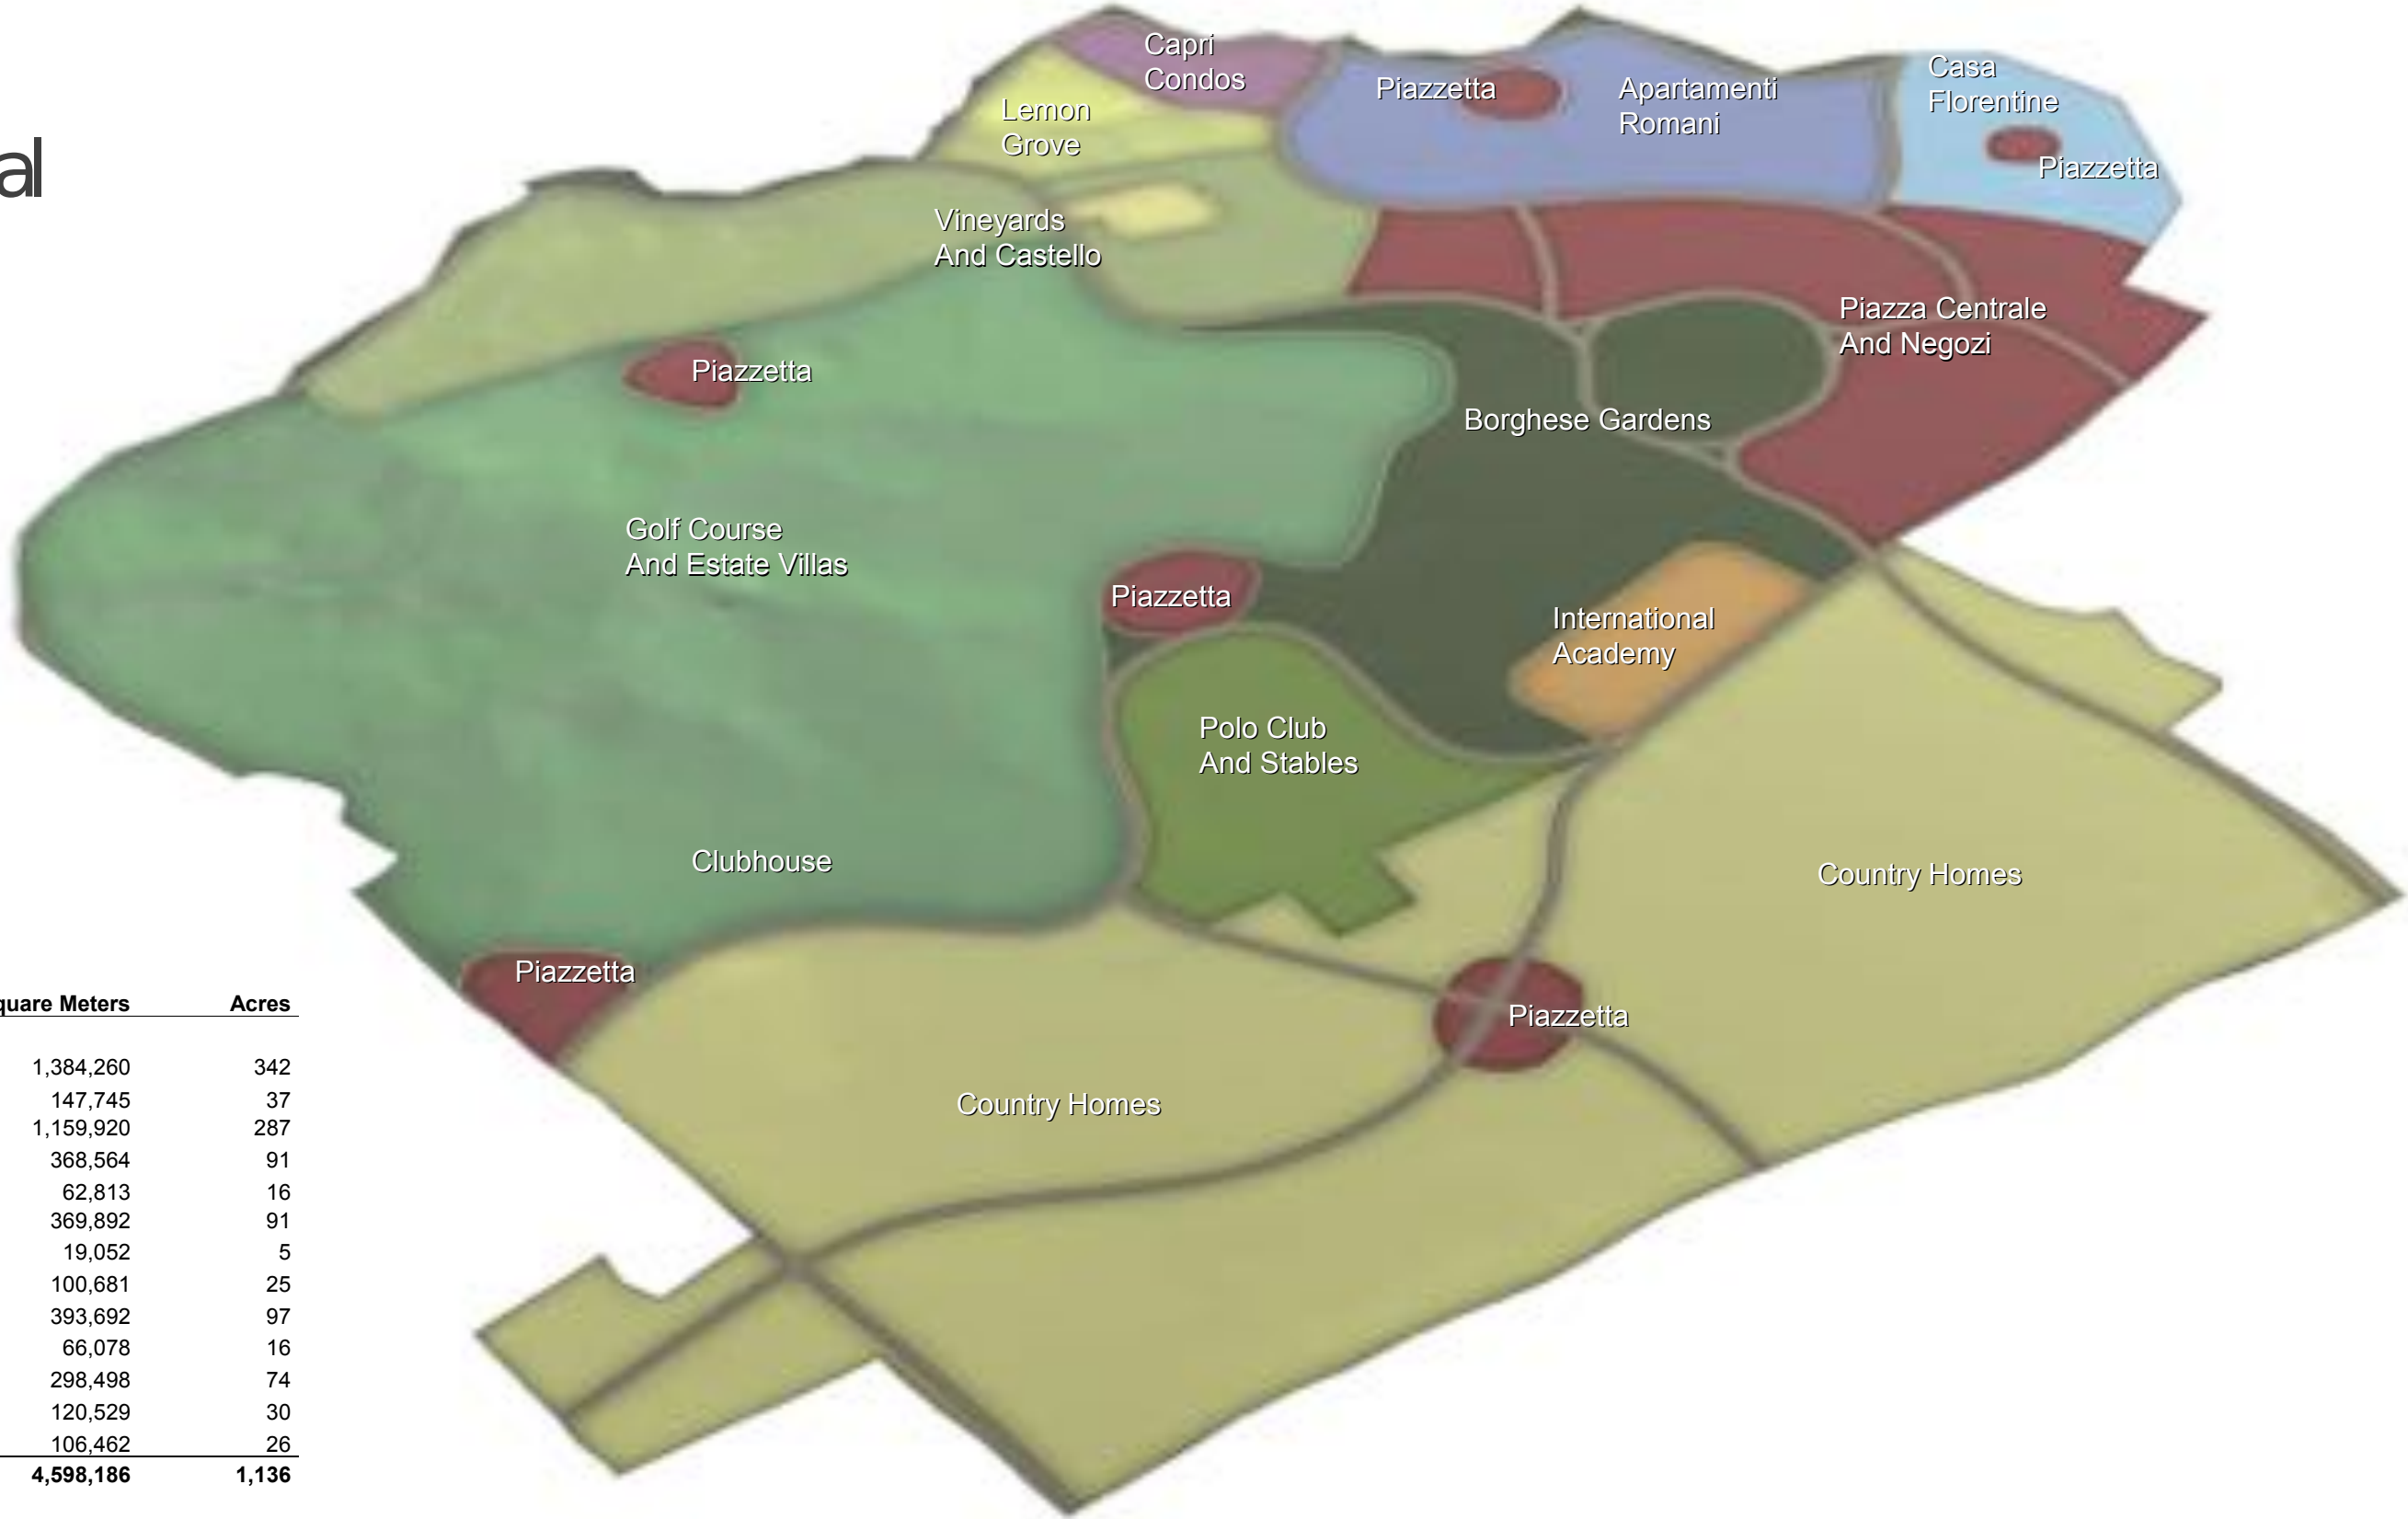 al
Capri
Condos
Lemon
Grove
Piazzetta
Apartamenti
Romani
Casa
Florentine
Piazzetta
Vineyards
And Castello
Piazza Centrale
And Negozi
Piazzetta
Borghese Gardens
Golf Course
And Estate Villas
Piazzetta
International
Academy
Polo Club
And Stables
Clubhouse
Country Homes
Piazzetta
Piazzetta
Country Homes
quare Meters Acres
1,384,260 342
147,745 37
1,159,920 287
368,564 91
62,813 16
369,892 91
19,052 5
100,681 25
393,692 97
66,078 16
298,498 74
120,529 30
106,462 26
4,598,186 1,136